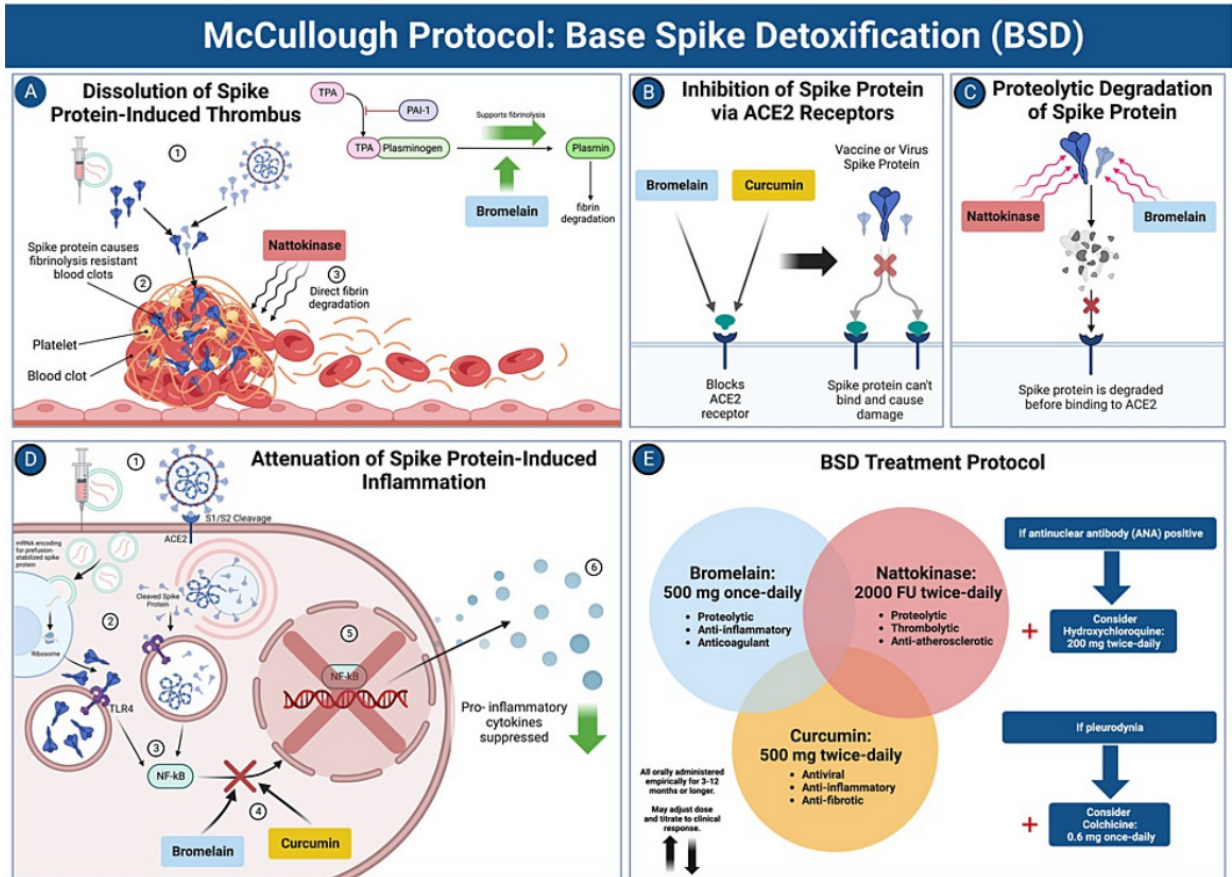 McCullough Protocol: Base Spike Detoxification (BSD)
A
Dissolution of Spike
Protein-Induced Thrombus
TPA
PAI-1
TPA
Plasminogen
Supports fibrinolysis
Plasmin
Bromelain
fibrin
degradation
1
Spike protein causes
fibrinolysis resistant
blood clots
2
Nattokinase
3
Direct fibrin
degradation
Platelet
Blood clot
B
Inhibition of Spike Protein
via ACE2 Receptors
Bromelain
Curcumin
Vaccine or Virus
Spike Protein
Blocks
ACE2
receptor
Spike protein can't
bind and cause
damage
C
Proteolytic Degradation
of Spike Protein
Nattokinase
Bromelain
Spike protein is degraded
before binding to ACE2
D
Attenuation of Spike Protein-Induced
Inflammation
1
S1/S2 Cleavage
ACE2
mRNA encoding
for prefusion-
stabilized spike
protein
Cleaved Spike
Protein
2
Ribosome
TLR4
3
NF-kB
4
Bromelain
Curcumin
5
NF-kB
6
Pro- inflammatory
cytokines
suppressed
E
BSD Treatment Protocol
Bromelain:
500 mg once-daily
• Proteolytic
• Anti-inflammatory
• Anticoagulant
Nattokinase:
2000 FU twice-daily
• Proteolytic
• Thrombolytic
• Anti-atherosclerotic
Curcumin:
500 mg twice-daily
• Antiviral
• Anti-inflammatory
• Anti-fibrotic
All orally administered
empirically for 3-12
months or longer.
May adjust dose
and titrate to clinical
response.
If antinuclear antibody (ANA) positive
+
Consider
Hydroxychloroquine:
200 mg twice-daily
If pleurodynia
+
Consider
Colchicine:
0.6 mg once-daily